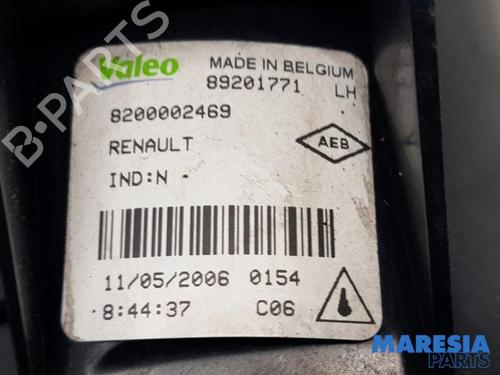 Valeo
MADE IN BELGIUM
89201771 LH
8200002469
RENAULT
AEB
IND:N
11/05/2006 0154
8:44:37 C06
B-PARTS
MARESIA
PARTS